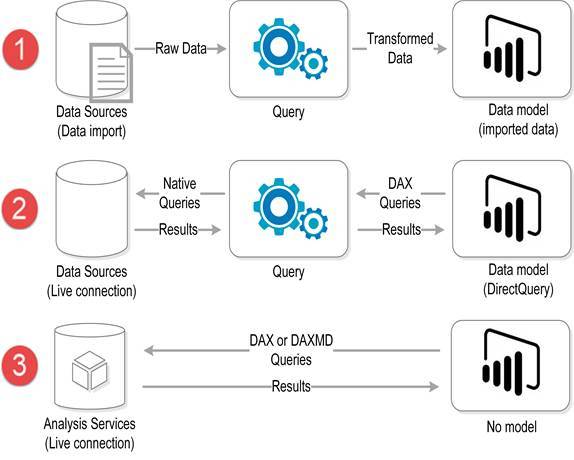 1
Raw Data
Transformed
Data
Data Sources
(Data import)
Query
Data model
(imported data)
2
Native
Queries
Results
DAX
Queries
Results
Data Sources
(Live connection)
Query
Data model
(DirectQuery)
3
DAX or DAXMD
Queries
Results
Analysis Services
(Live connection)
No model